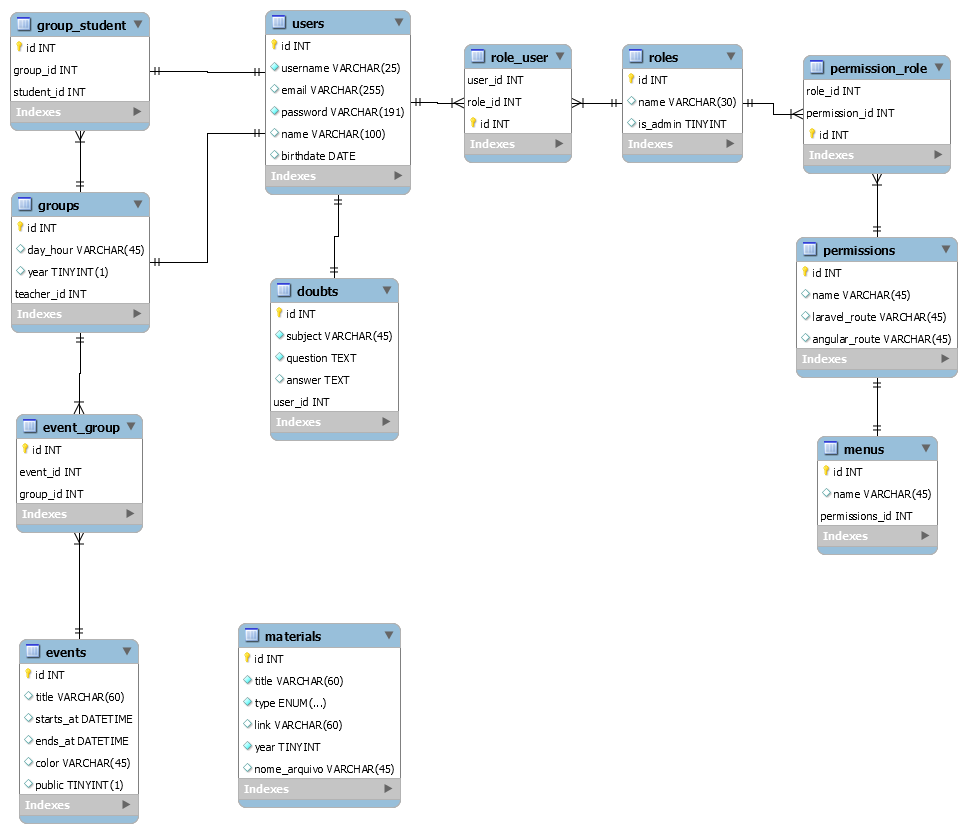 group_student
id INT
group_id INT
student_id INT
Indexes
users
id INT
username VARCHAR(25)
email VARCHAR(255)
password VARCHAR(191)
name VARCHAR(100)
birthdate DATE
Indexes
role_user
user_id INT
role_id INT
id INT
Indexes
roles
id INT
name VARCHAR(30)
is_admin TINYINT
Indexes
permission_role
role_id INT
permission_id INT
id INT
Indexes
groups
id INT
day_hour VARCHAR(45)
year TINYINT(1)
teacher_id INT
Indexes
doubts
id INT
subject VARCHAR(45)
question TEXT
answer TEXT
user_id INT
Indexes
permissions
id INT
name VARCHAR(45)
laravel_route VARCHAR(45)
angular_route VARCHAR(45)
Indexes
event_group
id INT
event_id INT
group_id INT
Indexes
menus
id INT
name VARCHAR(45)
permissions_id INT
Indexes
events
id INT
title VARCHAR(60)
starts_at DATETIME
ends_at DATETIME
color VARCHAR(45)
public TINYINT(1)
Indexes
materials
id INT
title VARCHAR(60)
type ENUM(...)
link VARCHAR(60)
year TINYINT
nome_arquivo VARCHAR(45)
Indexes